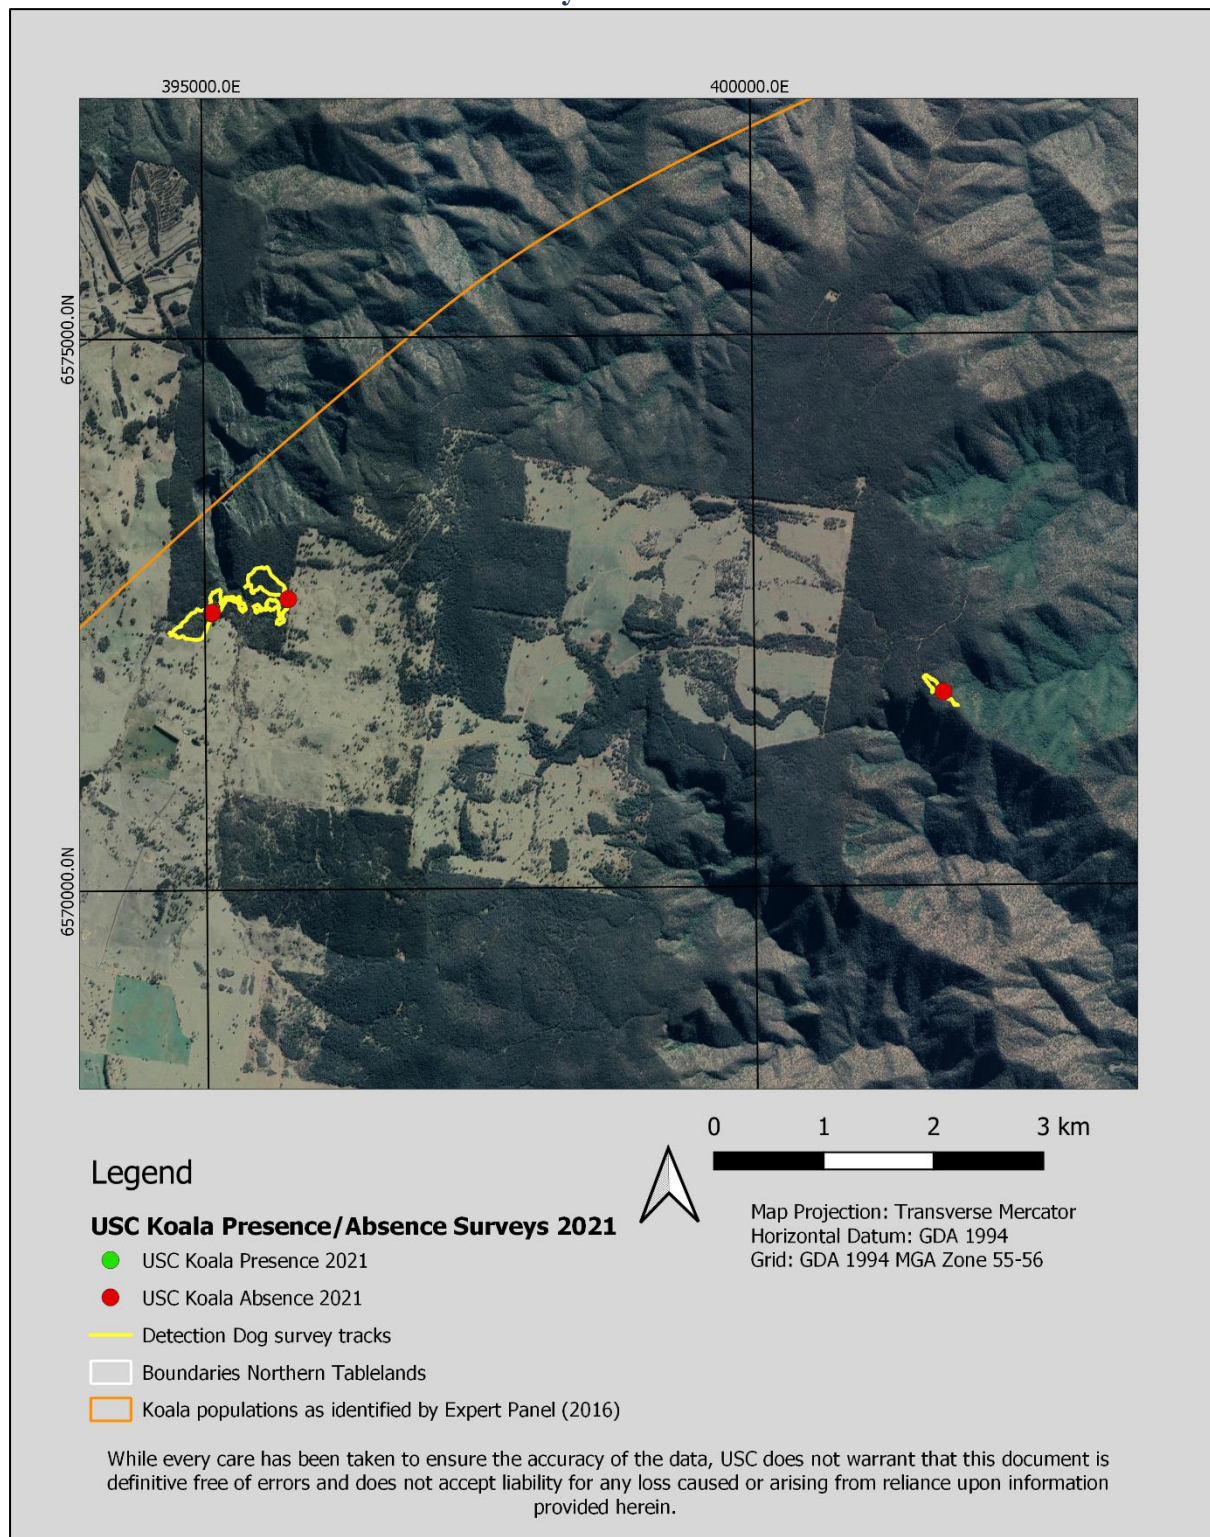 395000.0E
400000.0E
6575000.0N
6570000.0N
0 1 2 3 km
Legend
USC Koala Presence/Absence Surveys 2021
USC Koala Presence 2021
USC Koala Absence 2021
Detection Dog survey tracks
Boundaries Northern Tablelands
Koala populations as identified by Expert Panel (2016)
Map Projection: Transverse Mercator
Horizontal Datum: GDA 1994
Grid: GDA 1994 MGA Zone 55-56
While every care has been taken to ensure the accuracy of the data, USC does not warrant that this document is
definitive free of errors and does not accept liability for any loss caused or arising from reliance upon information
provided herein.